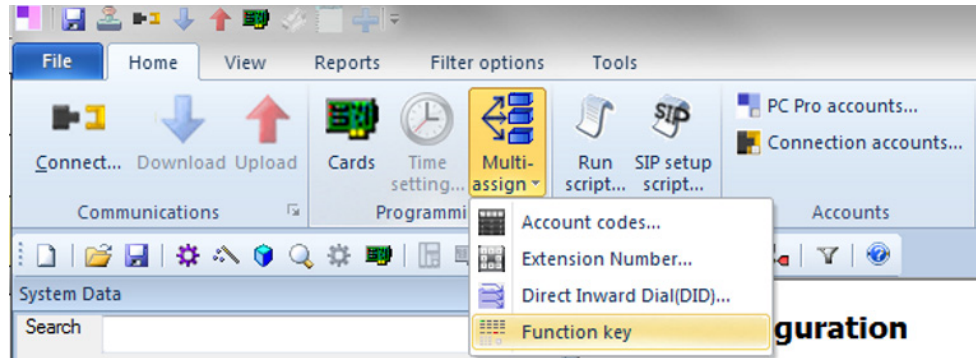 File Home View Reports Filter options Tools
PC Pro accounts...
Connection accounts...
Connect... Download Upload Cards Time setting... Multi-assign Run script... SIP setup script...
Communications Accounts
Account codes...
Extension Number...
Direct Inward Dial(DID)...
Function key
System Data
Search